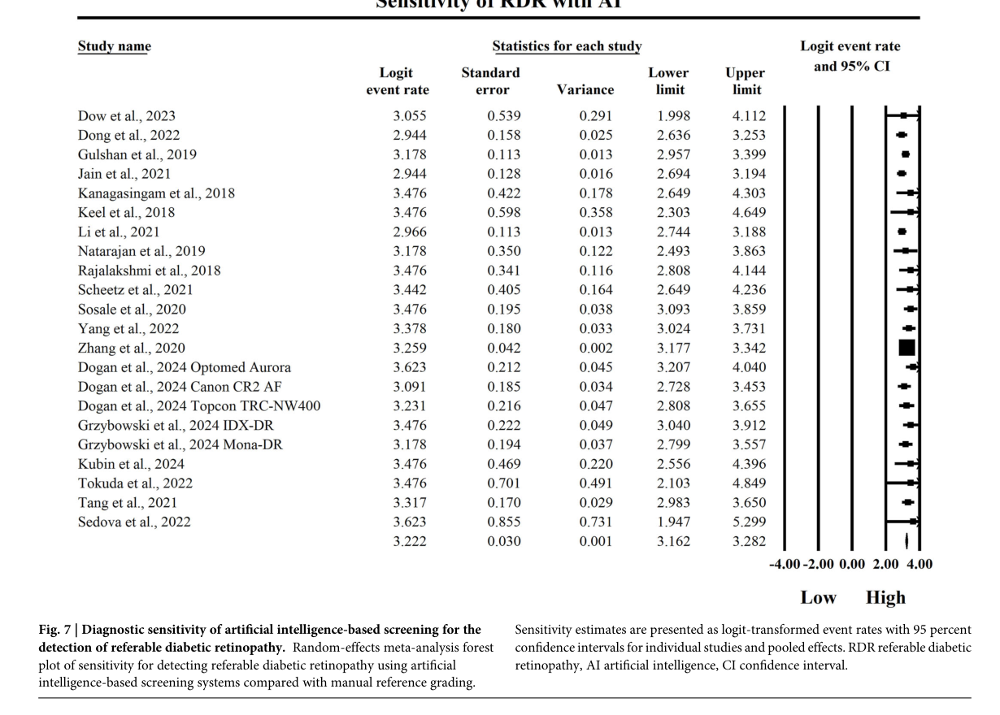 Sensitivity of RDR with AI
Study name Statistics for each study Logit event rate and 95% CI
Logit event rate Standard error Variance Lower limit Upper limit
Dow et al., 2023 3.055 0.539 0.291 1.998 4.112
Dong et al., 2022 2.944 0.158 0.025 2.636 3.253
Gulshan et al., 2019 3.178 0.113 0.013 2.957 3.399
Jain et al., 2021 2.944 0.128 0.016 2.694 3.194
Kanagasingam et al., 2018 3.476 0.422 0.178 2.649 4.303
Keel et al., 2018 3.476 0.598 0.358 2.303 4.649
Li et al., 2021 2.966 0.113 0.013 2.744 3.188
Natarajan et al., 2019 3.178 0.350 0.122 2.493 3.863
Rajalakshmi et al., 2018 3.476 0.341 0.116 2.808 4.144
Scheetz et al., 2021 3.442 0.405 0.164 2.649 4.236
Sosale et al., 2020 3.476 0.195 0.038 3.093 3.859
Yang et al., 2022 3.378 0.180 0.033 3.024 3.731
Zhang et al., 2020 3.259 0.042 0.002 3.177 3.342
Dogan et al., 2024 Optomed Aurora 3.623 0.212 0.045 3.207 4.040
Dogan et al., 2024 Canon CR2 AF 3.091 0.185 0.034 2.728 3.453
Dogan et al., 2024 Topcon TRC-NW400 3.231 0.216 0.047 2.808 3.655
Grzybowski et al., 2024 IDX-DR 3.476 0.222 0.049 3.040 3.912
Grzybowski et al., 2024 Mona-DR 3.178 0.194 0.037 2.799 3.557
Kubin et al., 2024 3.476 0.469 0.220 2.556 4.396
Tokuda et al., 2022 3.476 0.701 0.491 2.103 4.849
Tang et al., 2021 3.317 0.170 0.029 2.983 3.650
Sedova et al., 2022 3.623 0.855 0.731 1.947 5.299
3.222 0.030 0.001 3.162 3.282
-4.00 -2.00 0.00 2.00 4.00
Low High
Fig. 7 | Diagnostic sensitivity of artificial intelligence-based screening for the
detection of referable diabetic retinopathy. Random-effects meta-analysis forest
plot of sensitivity for detecting referable diabetic retinopathy using artificial
intelligence-based screening systems compared with manual reference grading.
Sensitivity estimates are presented as logit-transformed event rates with 95 percent
confidence intervals for individual studies and pooled effects. RDR referable diabetic
retinopathy, AI artificial intelligence, CI confidence interval.